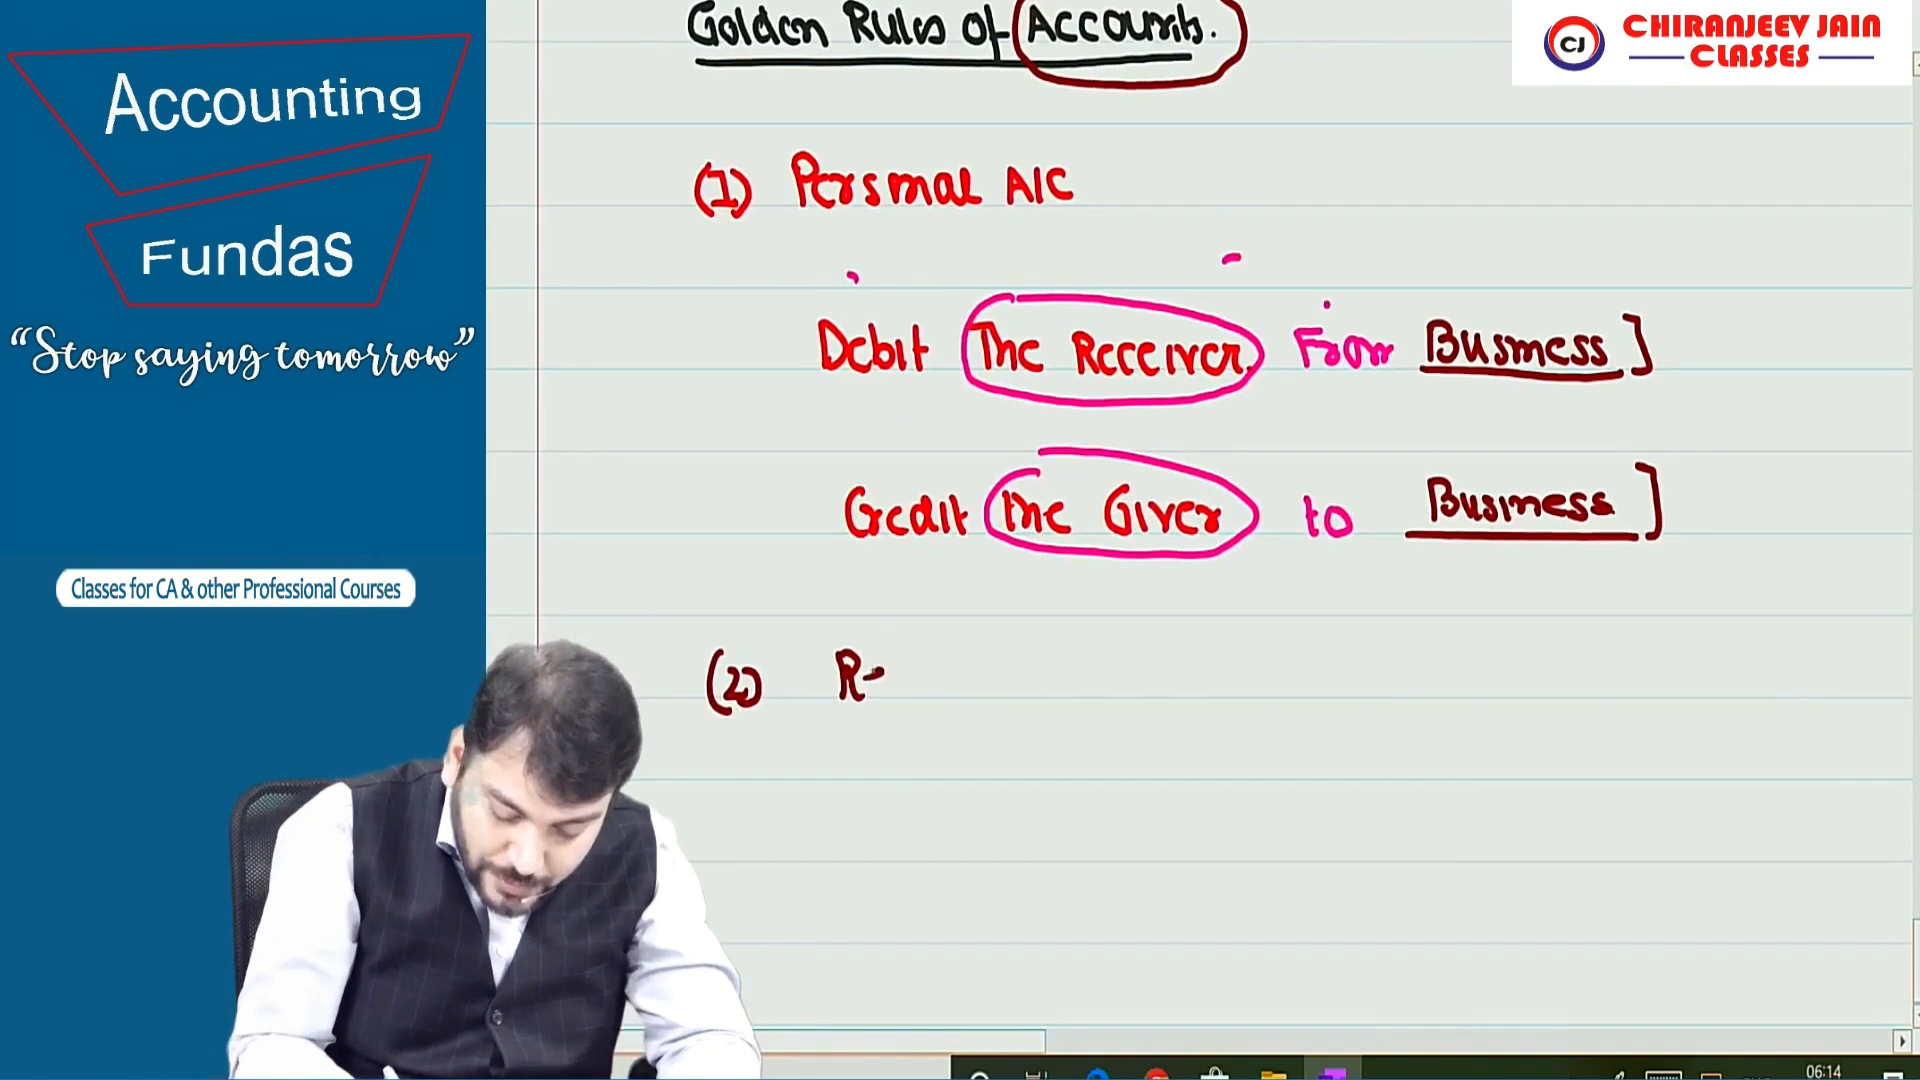 Golden Rules of Accounts.
CJ
CHIRANJEEV JAIN
CLASSES
Accounting
Fundas
“Stop saying tomorrow”
Classes for CA & other Professional Courses
(1) Personal A/C
Debit The Receiver. From Business]
Credit the Giver to Business]
(2) R
06:14